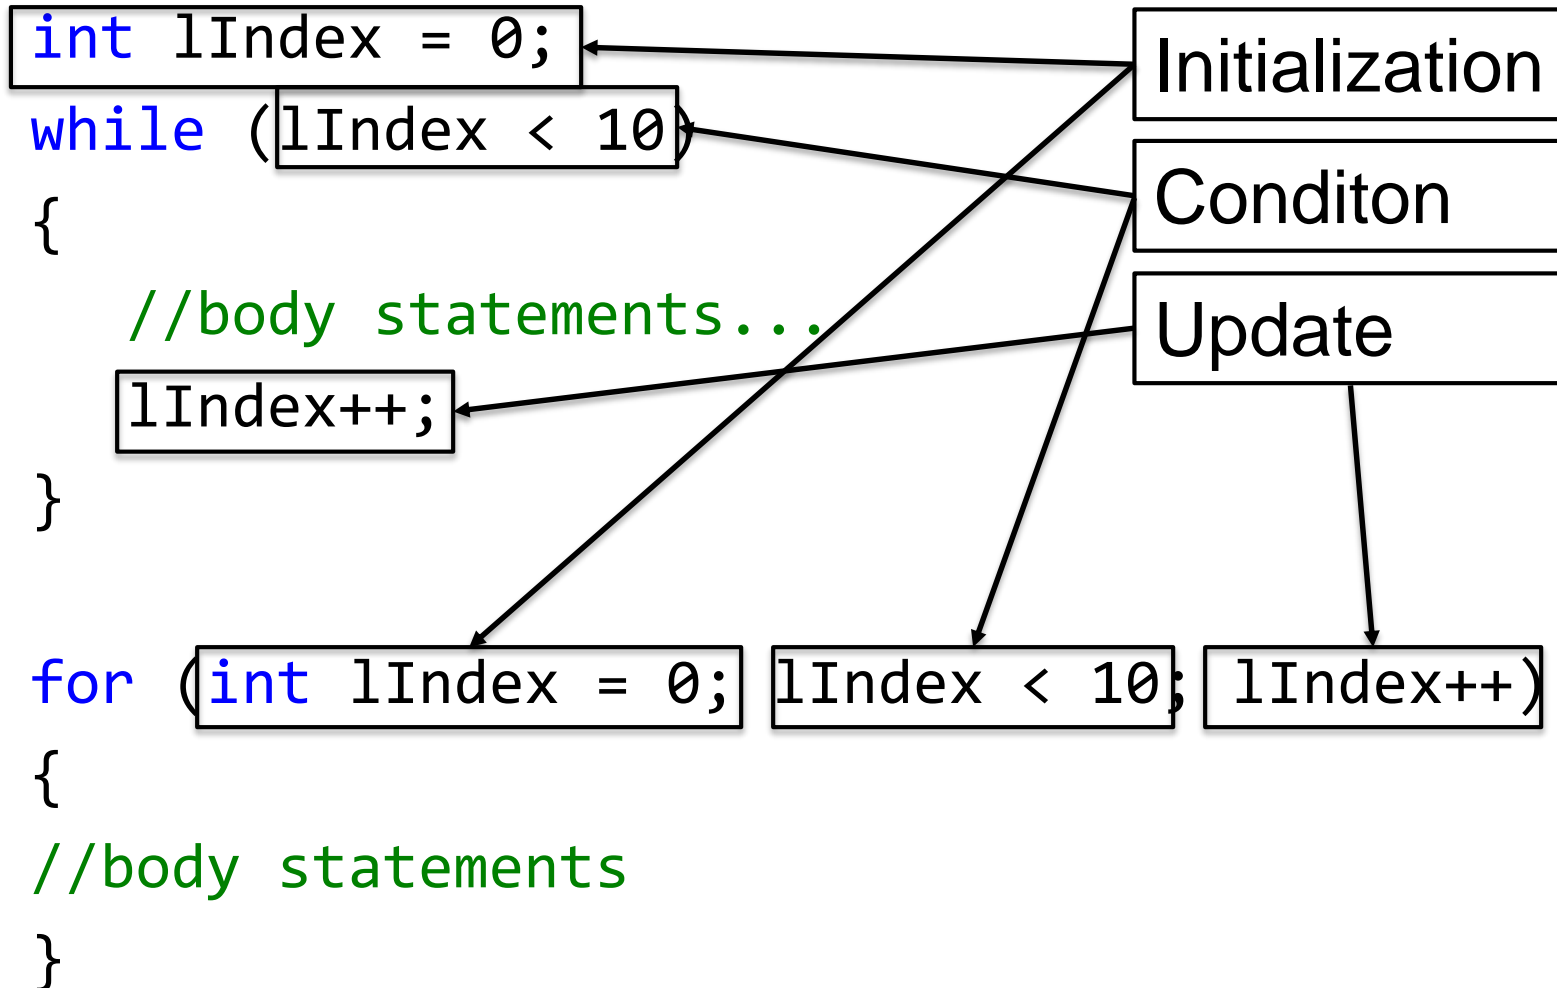 int lIndex = 0;
Initialization
while (lIndex < 10)
Conditon
{
//body statements...
Update
lIndex++;
}
for (int lIndex = 0; lIndex < 10; lIndex++)
{
//body statements
}